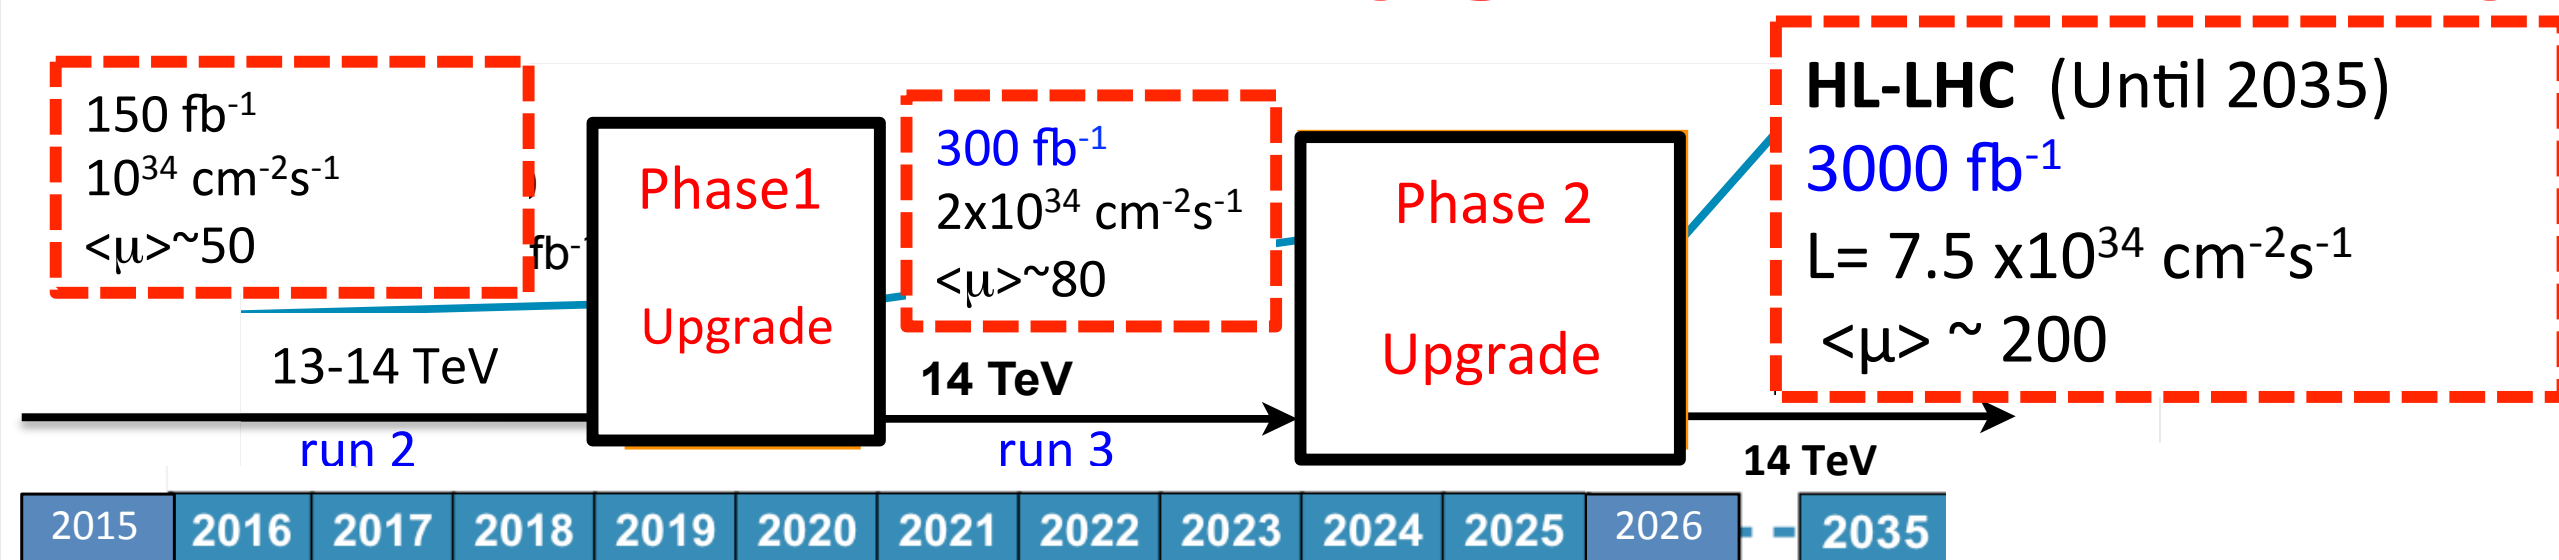 150 fb⁻¹
10³⁴ cm⁻²s⁻¹
<μ>~50
fb⁻
13-14 TeV
run 2
Phase1
Upgrade
300 fb⁻¹
2x10³⁴ cm⁻²s⁻¹
<μ>~80
14 TeV
run 3
Phase 2
Upgrade
HL-LHC (Until 2035)
3000 fb⁻¹
L= 7.5 x10³⁴ cm⁻²s⁻¹
<μ> ~ 200
14 TeV
2015 2016 2017 2018 2019 2020 2021 2022 2023 2024 2025 2026 2035